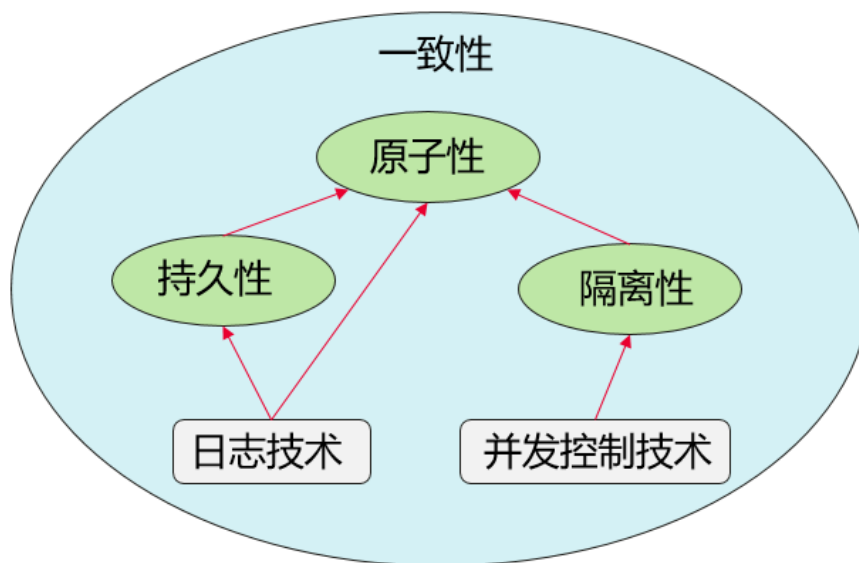 一致性
原子性
持久性
隔离性
日志技术
并发控制技术